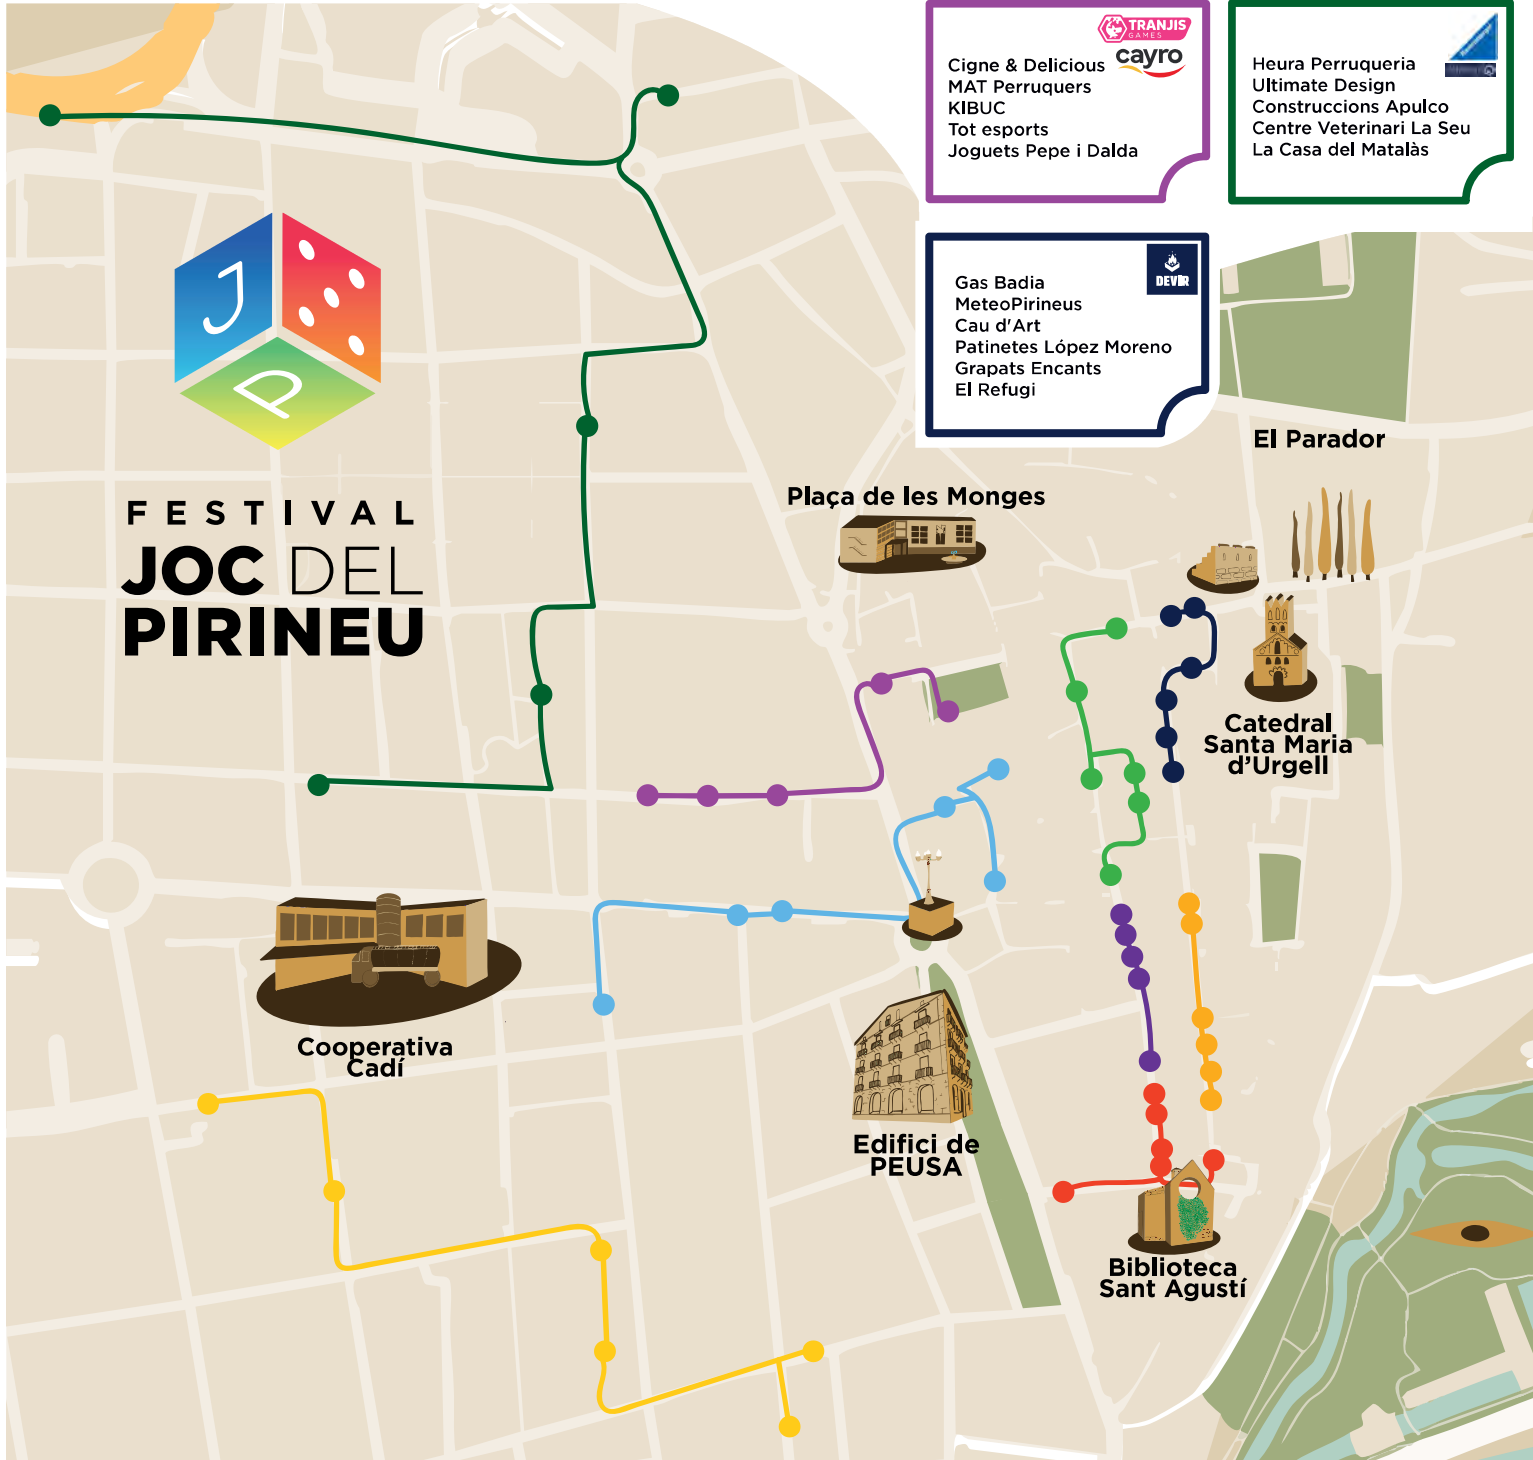 TRANJIS
GAMES
cayro
Cigne & Delicious
MAT Perruquers
KIBUC
Tot esports
Joguets Pepe i Dalda
Heura Perruqueria
Ultimate Design
Construccions Apulco
Centre Veterinari La Seu
La Casa del Matalàs
DEVIR
Gas Badia
MeteoPirineus
Cau d'Art
Patinetes López Moreno
Grapats Encants
El Refugi
J
P
FESTIVAL
JOC DEL
PIRINEU
El Parador
Plaça de les Monges
Catedral
Santa Maria
d'Urgell
Cooperativa
Cadí
Edifici de
PEUSA
Biblioteca
Sant Agustí